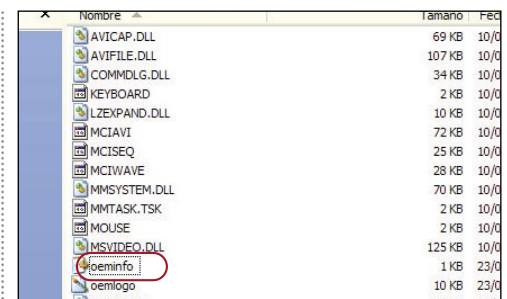 × Nombre Tamaño Fec
AVICAP.DLL 69 KB 10/0
AVIFILE.DLL 107 KB 10/0
COMMDLG.DLL 34 KB 10/0
KEYBOARD 2 KB 10/0
LZEXPAND.DLL 10 KB 10/0
MCIAVI 72 KB 10/0
MCISEQ 25 KB 10/0
MCIWAVE 28 KB 10/0
MMSYSTEM.DLL 70 KB 10/0
MMTASK.TSK 2 KB 10/0
MOUSE 2 KB 10/0
MSVIDEO.DLL 125 KB 10/0
oeminfo 1 KB 23/0
oemlogo 10 KB 23/0